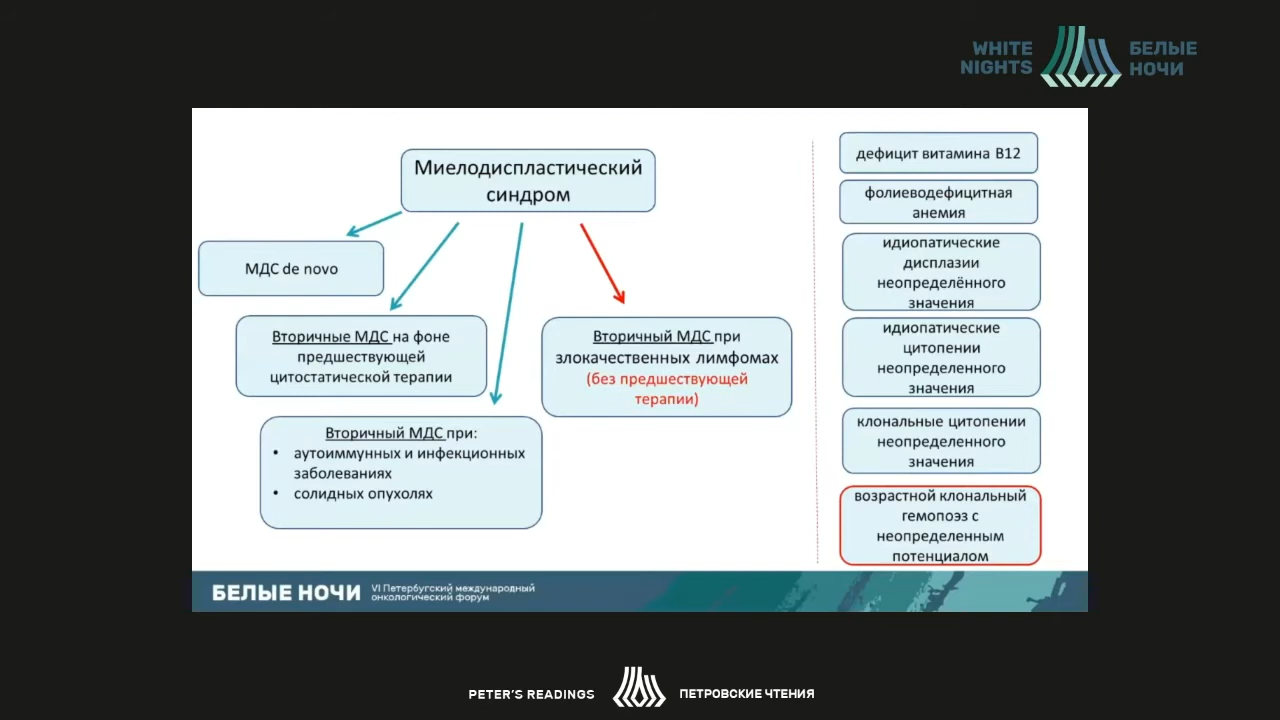 WHITE
NIGHTS
БЕЛЫЕ
НОЧИ
Миелодиспластический
синдром
МДС de novo
Вторичные МДС на фоне
предшествующей
цитостатической терапии
Вторичный МДС при:
• аутоиммунных и инфекционных
заболеваниях
• солидных опухолях
Вторичный МДС при
злокачественных лимфомах
(без предшествующей
терапии)
дефицит витамина В12
фолиеводефицитная
анемия
идиопатические
дисплазии
неопределённого
значения
идиопатические
цитопении
неопределенного
значения
клональные цитопении
неопределенного
значения
возрастной клональный
гемопоэз с
неопределенным
потенциалом
БЕЛЫЕ НОЧИ
VI Петербугский международный
онкологический форум
PETER'S READINGS
ПЕТРОВСКИЕ ЧТЕНИЯ